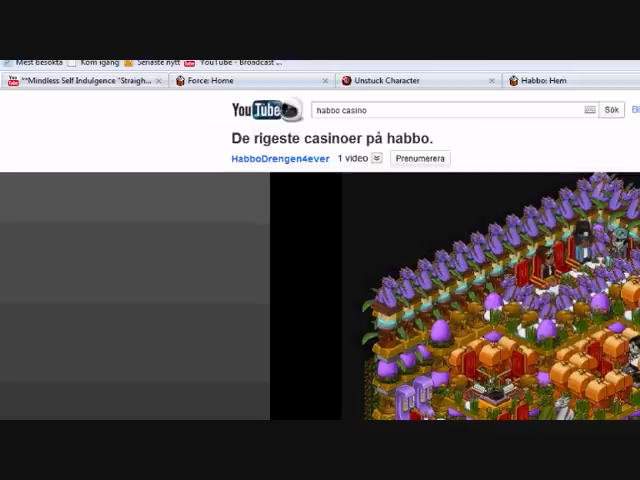 Mest besökta Kom igång Senaste nytt YouTube - Broadcast ...
**Mindless Self Indulgence "Straigh... Force: Home Unstuck Character Habbo: Hem
YouTube habbo casino Sök
De rigeste casinoer på habbo.
HabboDrengen4ever 1 video Prenumerera